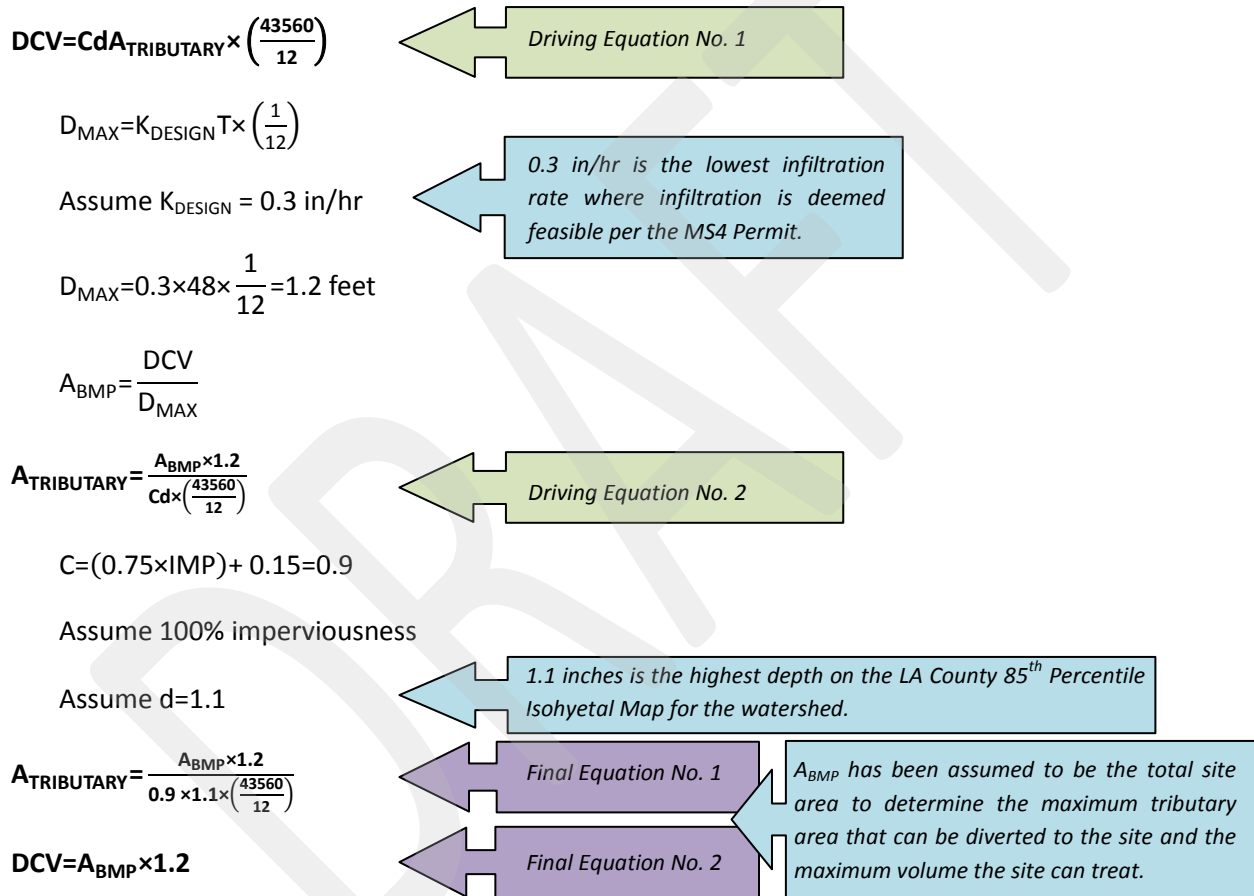 DCV=CdA_TRIBUTARY×(43560/12)
Driving Equation No. 1
D_MAX=K_DESIGN T×(1/12)
Assume K_DESIGN = 0.3 in/hr
0.3 in/hr is the lowest infiltration
rate where infiltration is deemed
feasible per the MS4 Permit.
D_MAX=0.3×48×1/12=1.2 feet
A_BMP=DCV/D_MAX
A_TRIBUTARY=A_BMP×1.2/Cd×(43560/12)
Driving Equation No. 2
C=(0.75×IMP)+ 0.15=0.9
Assume 100% imperviousness
Assume d=1.1
1.1 inches is the highest depth on the LA County 85th Percentile
Isohyetal Map for the watershed.
A_TRIBUTARY=A_BMP×1.2/0.9 ×1.1×(43560/12)
Final Equation No. 1
DCV=A_BMP×1.2
Final Equation No. 2
A_BMP has been assumed to be the total site
area to determine the maximum tributary
area that can be diverted to the site and the
maximum volume the site can treat.
DRAFT